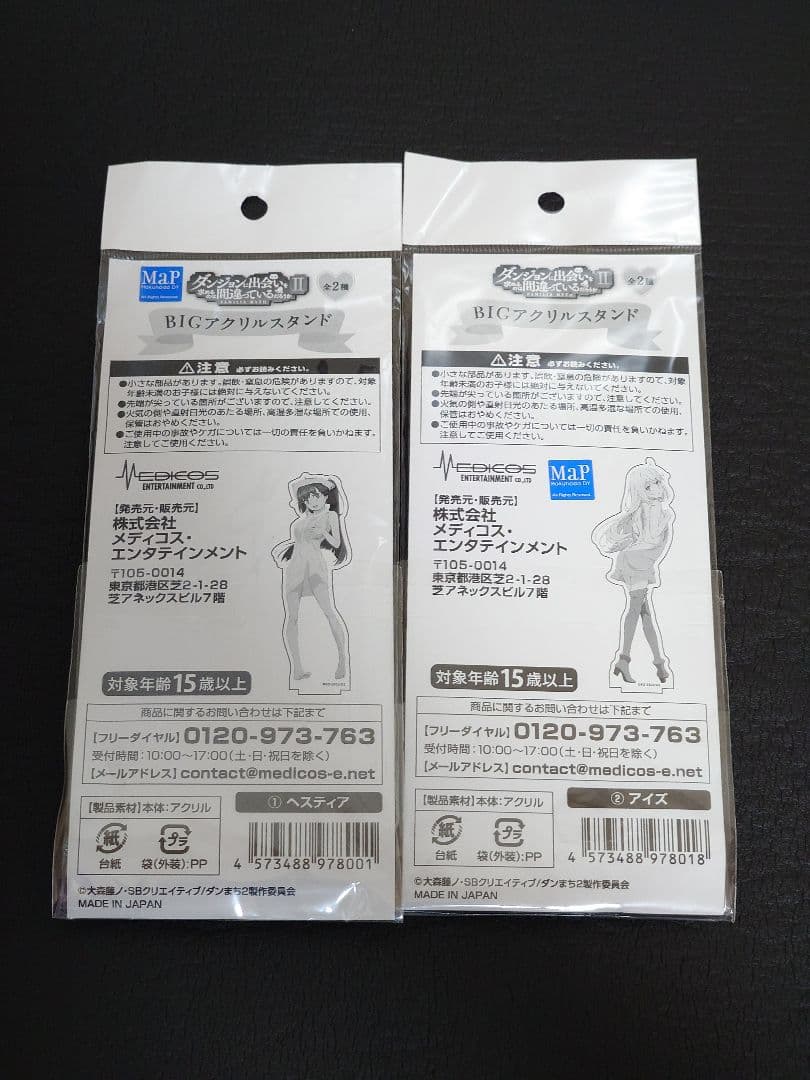 MaP
Mokunoda DY
All Rights Reserved.
ダンジョンに出会いを
求めるのは間違っているだろうか II
FAMILIA MYTH
全2種
BIGアクリルスタンド
⚠注意 必ずお読みください。
●小さな部品があります。誤飲・窒息の危険がありますので、対象
年齢未満のお子様には絶対に与えないでください。
●先端が尖っている箇所がございますので、注意してください。
●火気の側や直射日光のあたる場所、高温多湿な場所での使用、
保管はおやめください。
●ご使用中の事故やケガについては一切の責任を負いかねます。
注意してご使用ください。
MEDICOS
ENTERTAINMENT CO.,LTD
【発売元・販売元】
株式会社
メディコス・
エンタテインメント
〒105-0014
東京都港区芝2-1-28
芝アネックスビル7階
対象年齢15歳以上
商品に関するお問い合わせは下記まで
【フリーダイヤル】0120-973-763
受付時間:10:00〜17:00(土・日・祝日を除く)
【メールアドレス】contact@medicos-e.net
【製品素材】本体:アクリル
① ヘスティア
紙
台紙
プラ
袋(外装):PP
4 573488 978001
©大森藤ノ・SBクリエイティブ/ダンまち2製作委員会
MADE IN JAPAN
ダンジョンに出会いを
求めるのは間違っているだろうか II
FAMILIA MYTH
全2種
BIGアクリルスタンド
⚠注意 必ずお読みください。
●小さな部品があります。誤飲・窒息の危険がありますので、対象
年齢未満のお子様には絶対に与えないでください。
●先端が尖っている箇所がございますので、注意してください。
●火気の側や直射日光のあたる場所、高温多湿な場所での使用、
保管はおやめください。
●ご使用中の事故やケガについては一切の責任を負いかねます。
注意してご使用ください。
MEDICOS
ENTERTAINMENT CO.,LTD
MaP
Mokunoda DY
All Rights Reserved.
【発売元・販売元】
株式会社
メディコス・
エンタテインメント
〒105-0014
東京都港区芝2-1-28
芝アネックスビル7階
対象年齢15歳以上
商品に関するお問い合わせは下記まで
【フリーダイヤル】0120-973-763
受付時間:10:00〜17:00(土・日・祝日を除く)
【メールアドレス】contact@medicos-e.net
【製品素材】本体:アクリル
② アイズ
紙
台紙
プラ
袋(外装):PP
4 573488 978018
©大森藤ノ・SBクリエイティブ/ダンまち2製作委員会
MADE IN JAPAN